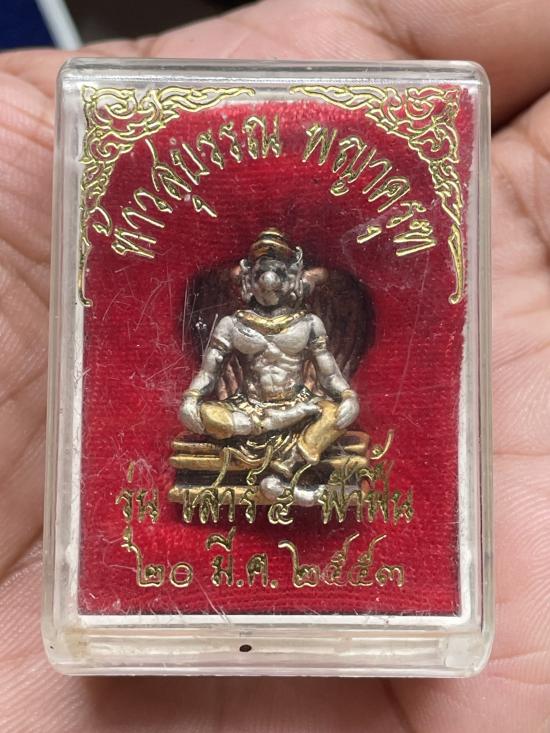 ท้าวสุบรรณ พญาครุฑ
รุ่น เสาร์ ๕ ฟ้าฟื้น
๒๐ มี.ค. ๒๕๕๓